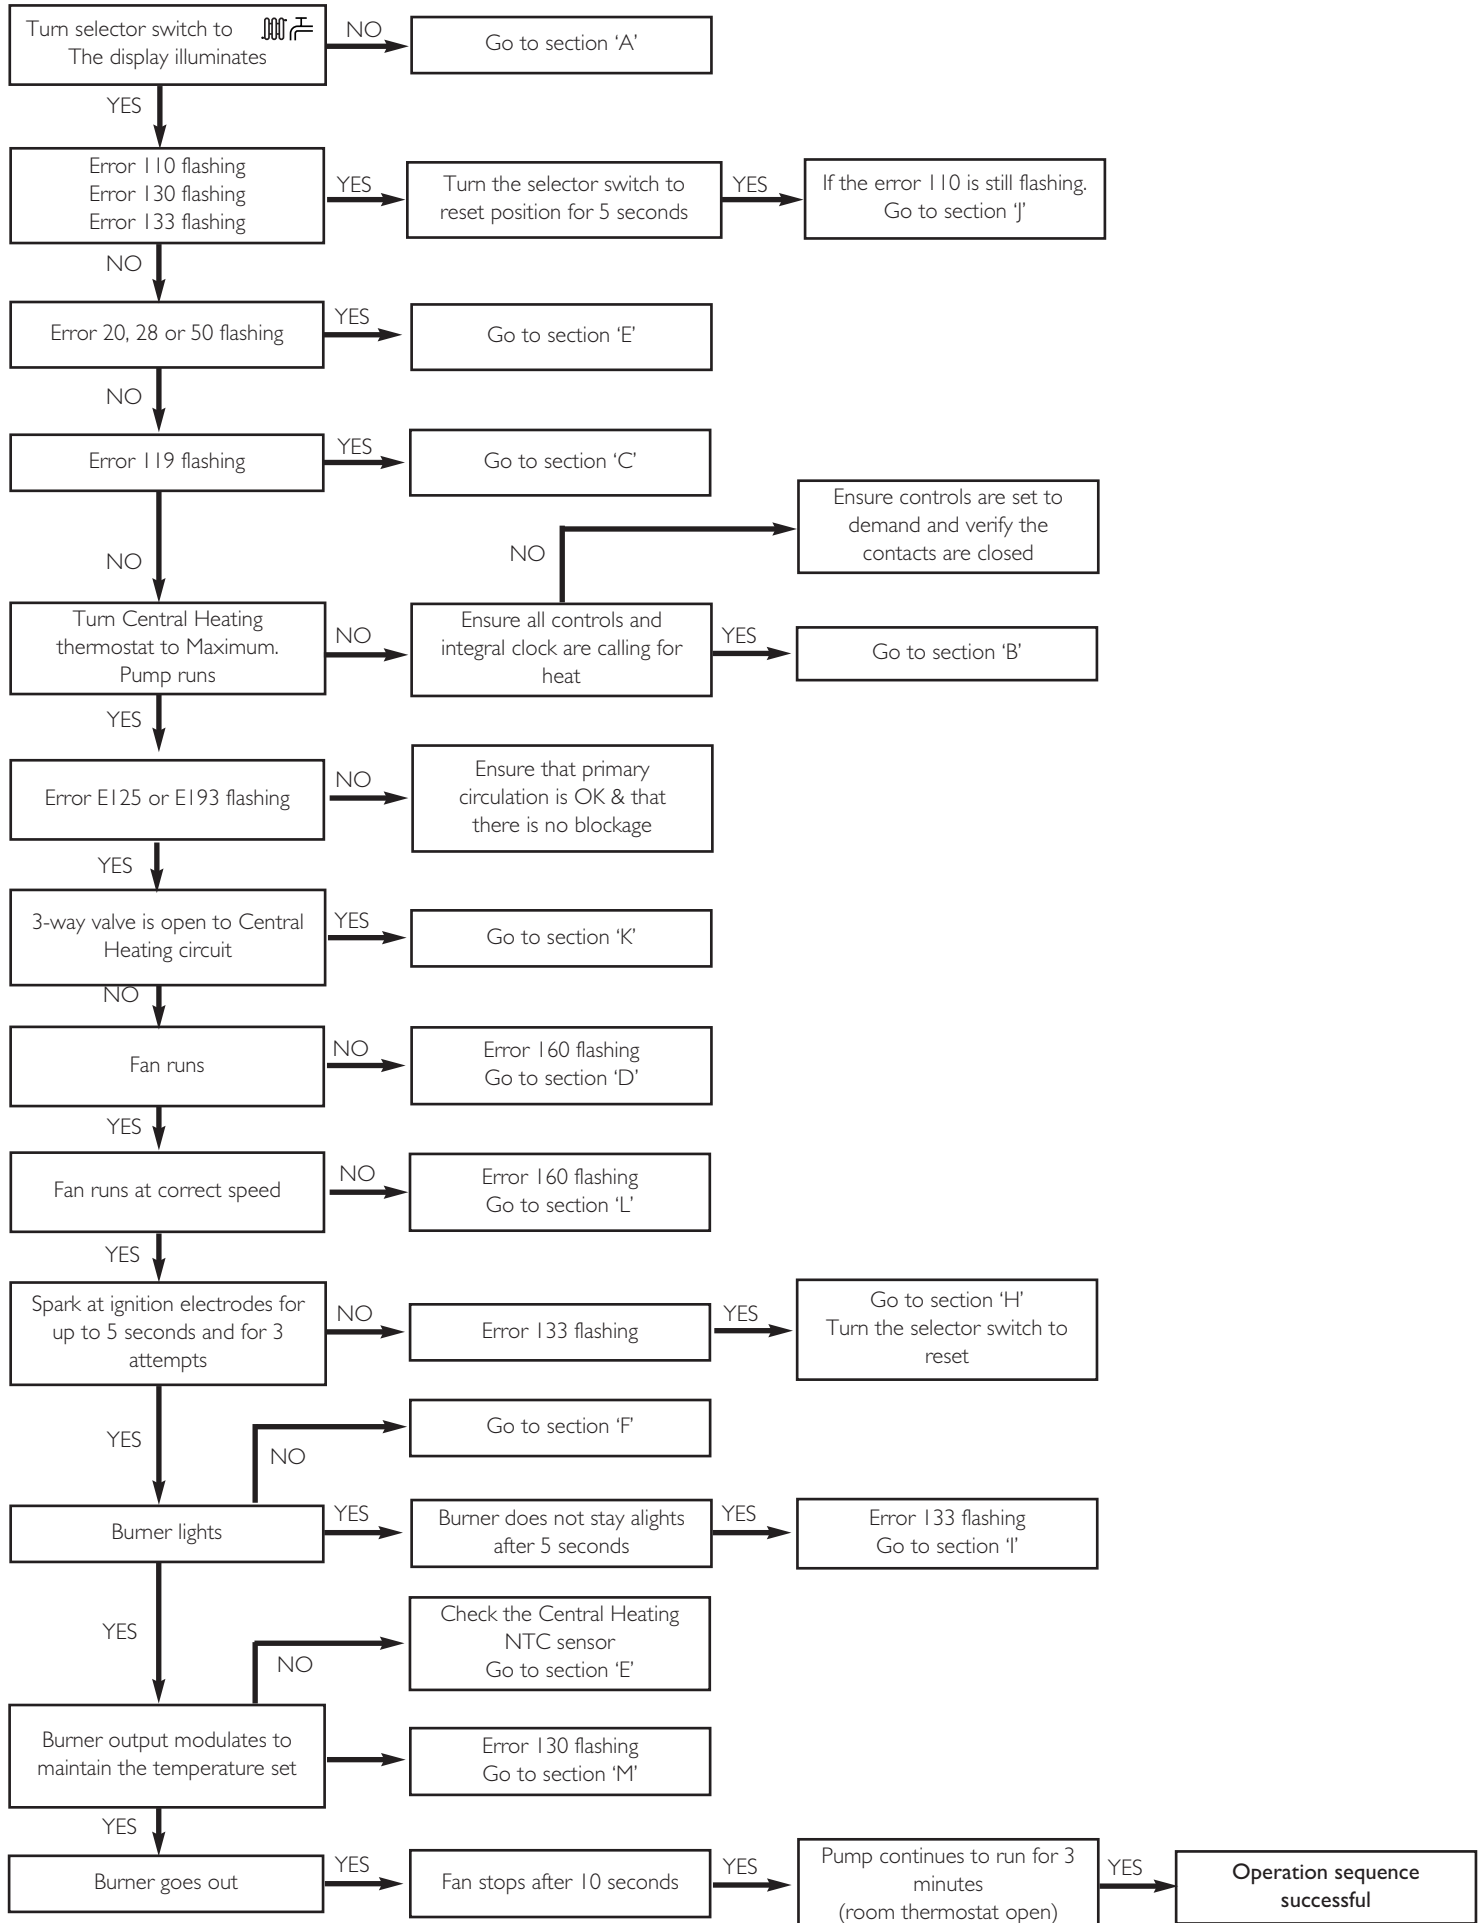 Turn selector switch to
The display illuminates
NO
Go to section ‘A’
YES
Error 110 flashing
Error 130 flashing
Error 133 flashing
YES
Turn the selector switch to
reset position for 5 seconds
YES
If the error 110 is still flashing.
Go to section ‘J’
NO
Error 20, 28 or 50 flashing
YES
Go to section ‘E’
NO
Error 119 flashing
YES
Go to section ‘C’
NO
Turn Central Heating
thermostat to Maximum.
Pump runs
NO
Ensure all controls and
integral clock are calling for
heat
NO
Ensure controls are set to
demand and verify the
contacts are closed
YES
Go to section ‘B’
YES
Error E125 or E193 flashing
NO
Ensure that primary
circulation is OK & that
there is no blockage
YES
3-way valve is open to Central
Heating circuit
YES
Go to section ‘K’
NO
Fan runs
NO
Error 160 flashing
Go to section ‘D’
YES
Fan runs at correct speed
NO
Error 160 flashing
Go to section ‘L’
YES
Spark at ignition electrodes for
up to 5 seconds and for 3
attempts
NO
Error 133 flashing
YES
Go to section ‘H’
Turn the selector switch to
reset
YES
NO
Go to section ‘F’
Burner lights
YES
Burner does not stay alights
after 5 seconds
YES
Error 133 flashing
Go to section ‘I’
YES
NO
Check the Central Heating
NTC sensor
Go to section ‘E’
Burner output modulates to
maintain the temperature set
Error 130 flashing
Go to section ‘M’
YES
Burner goes out
YES
Fan stops after 10 seconds
YES
Pump continues to run for 3
minutes
(room thermostat open)
YES
Operation sequence
successful